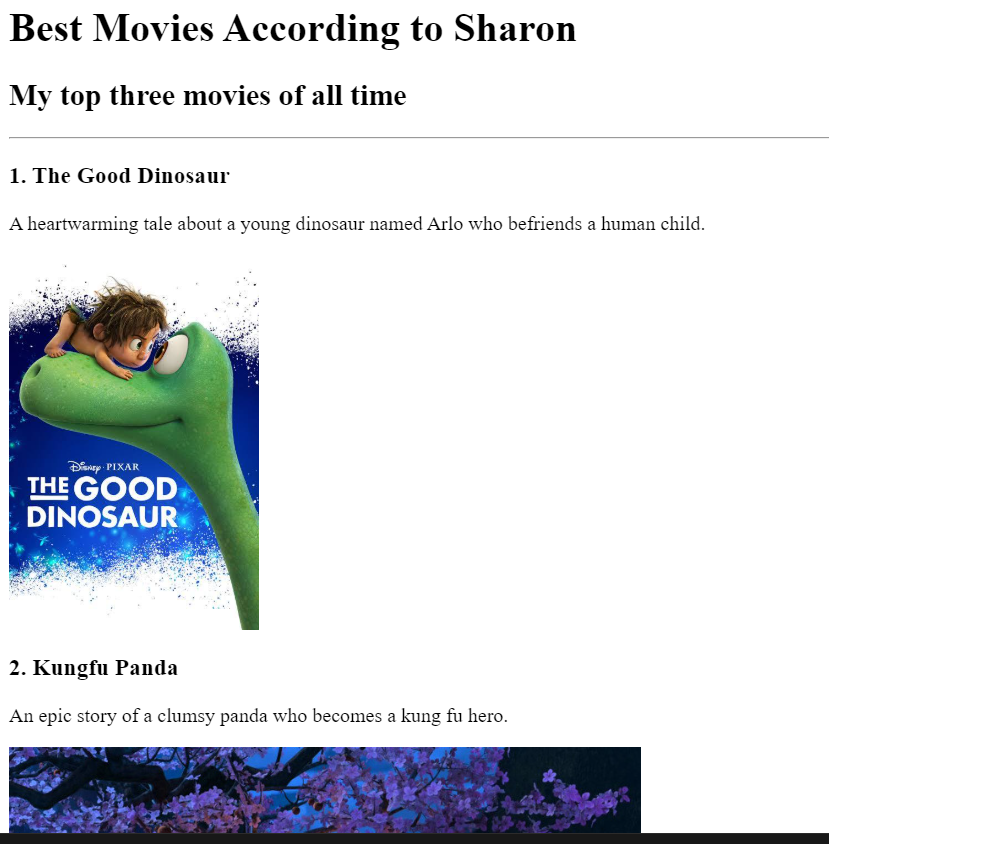 Best Movies According to Sharon
My top three movies of all time
1. The Good Dinosaur
A heartwarming tale about a young dinosaur named Arlo who befriends a human child.
Disney · PIXAR
THE GOOD
DINOSAUR
2. Kungfu Panda
An epic story of a clumsy panda who becomes a kung fu hero.